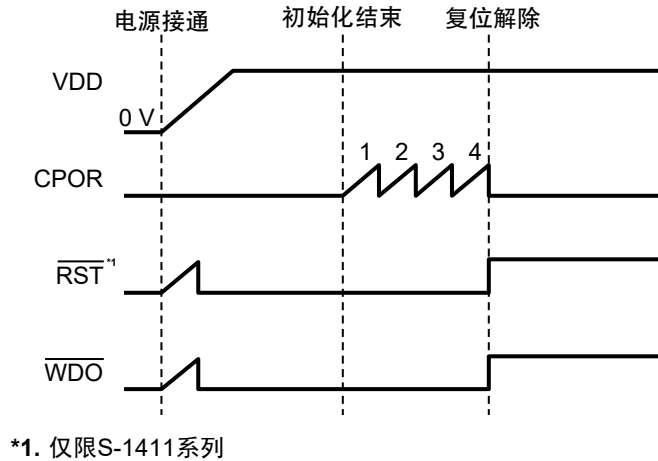 电源接通 初始化结束 复位解除
VDD
0 V
1 2 3 4
CPOR
RST*1
WDO
*1. 仅限S-1411系列